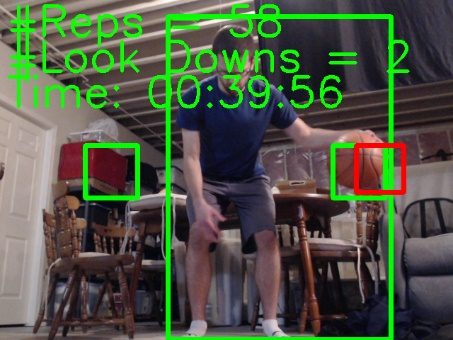 #Reps = 58
#Look Downs = 2
Time: 00:39:56